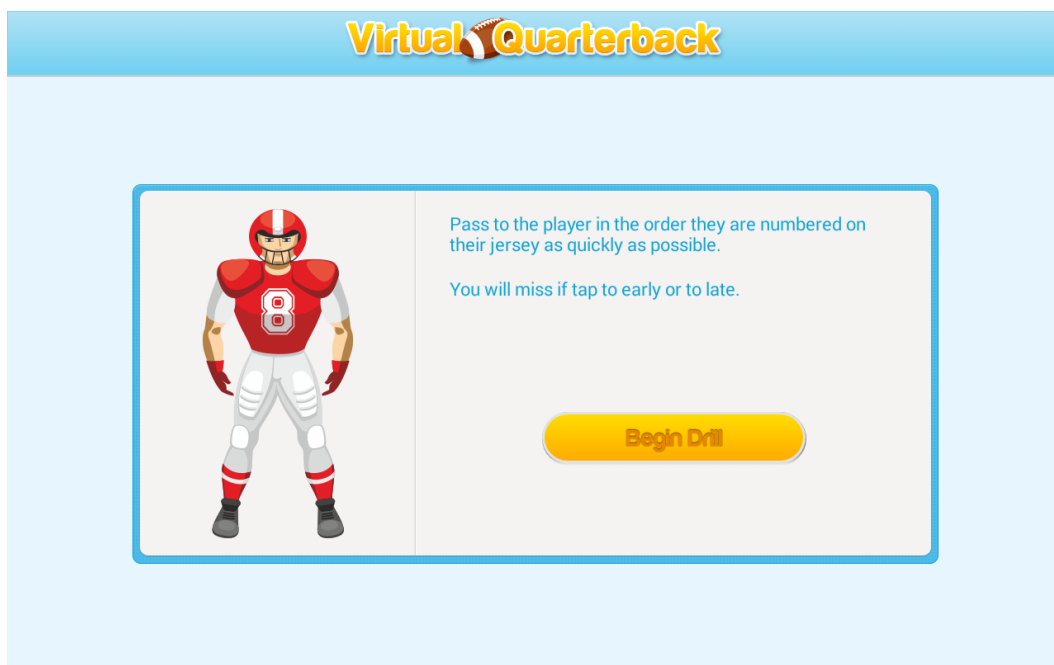 Virtual Quarterback
8
Pass to the player in the order they are numbered on
their jersey as quickly as possible.
You will miss if tap to early or to late.
Begin Drill